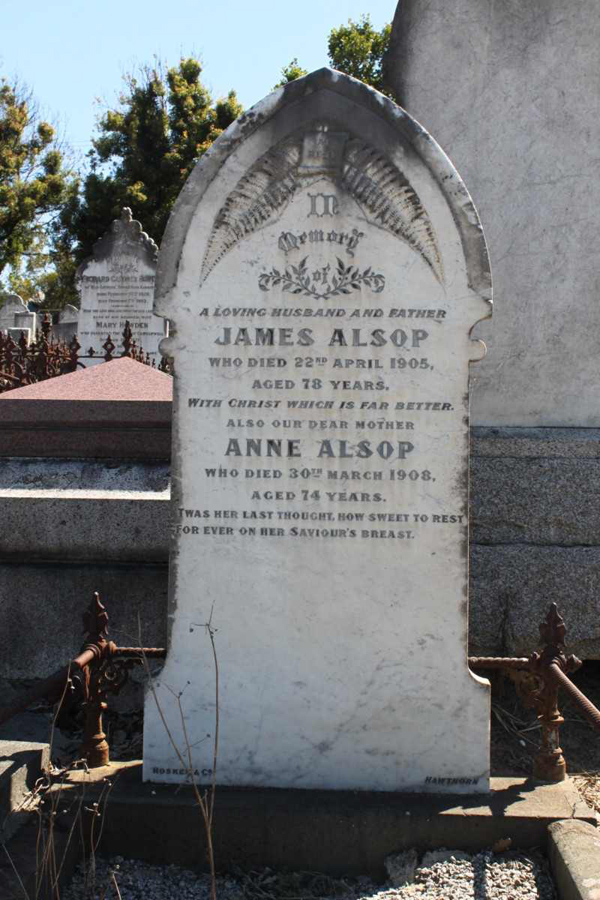 In
Memory
of
A LOVING HUSBAND AND FATHER
JAMES ALSOP
WHO DIED 22ND APRIL 1905,
AGED 78 YEARS.
WITH CHRIST WHICH IS FAR BETTER.
ALSO OUR DEAR MOTHER
ANNE ALSOP
WHO DIED 30TH MARCH 1908,
AGED 74 YEARS.
TWAS HER LAST THOUGHT, HOW SWEET TO REST
FOR EVER ON HER SAVIOUR'S BREAST.
& CO
HAWTHORN
MARY